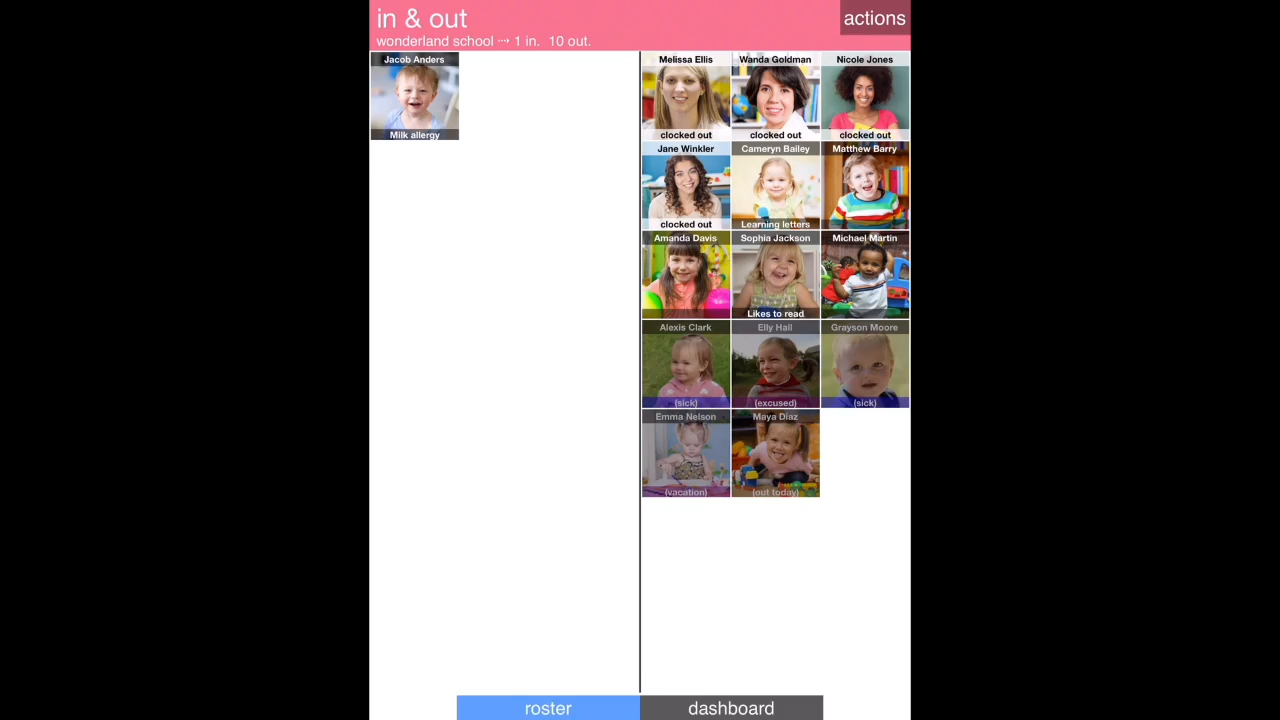 in & out
actions
wonderland school ⇢ 1 in. 10 out.
Jacob Anders
Milk allergy
Melissa Ellis
clocked out
Wanda Goldman
clocked out
Nicole Jones
clocked out
Jane Winkler
clocked out
Cameryn Bailey
Learning letters
Matthew Barry
Amanda Davis
Sophia Jackson
Likes to read
Michael Martin
Alexis Clark
(sick)
Elly Hall
(excused)
Grayson Moore
(sick)
Emma Nelson
(vacation)
Maya Diaz
(out today)
roster
dashboard